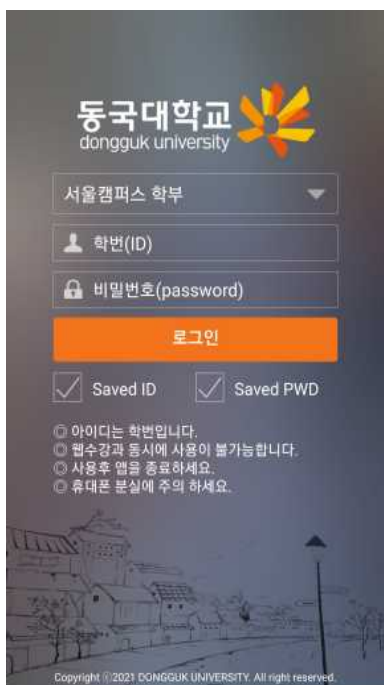 동국대학교
dongguk university
서울캠퍼스 학부
학번(ID)
비밀번호(password)
로그인
Saved ID Saved PWD
◎ 아이디는 학번입니다.
◎ 웹수강과 동시에 사용이 불가능합니다.
◎ 사용후 앱을 종료하세요.
◎ 휴대폰 분실에 주의 하세요.
Copyright ⓒ2021 DONGGUK UNIVERSITY. All right reserved.